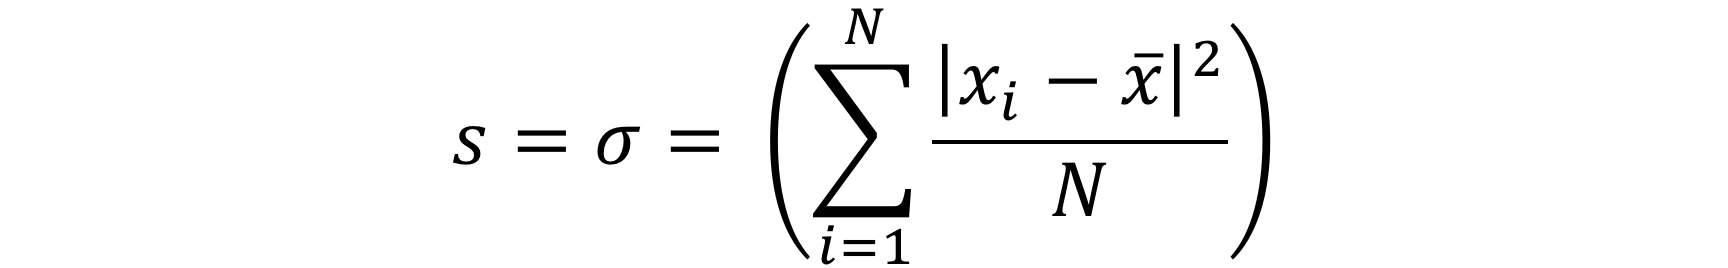 s = σ = (∑_{i=1}^{N} |x_i − x̄|² / N)